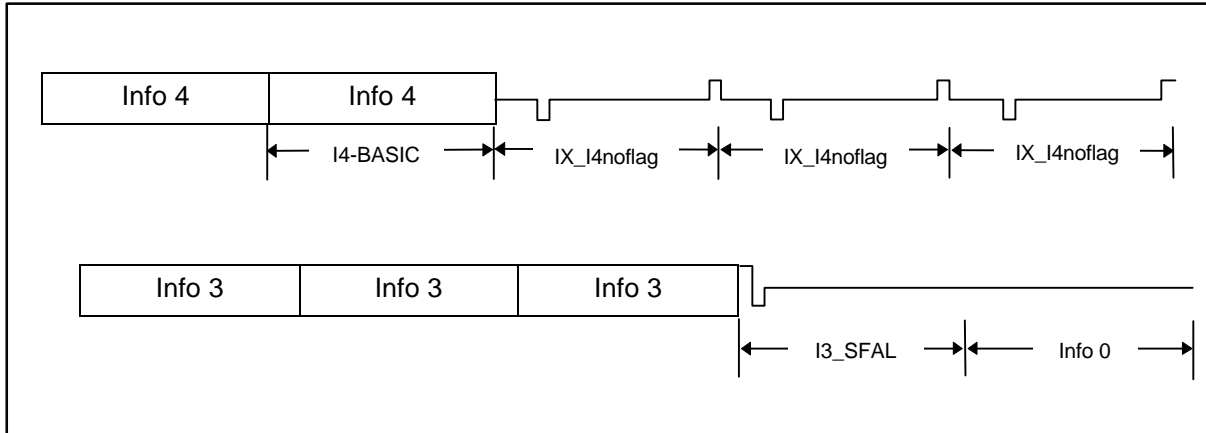 Info 4 Info 4
I4-BASIC IX_I4noflag IX_I4noflag IX_I4noflag
Info 3 Info 3 Info 3
I3_SFAL Info 0